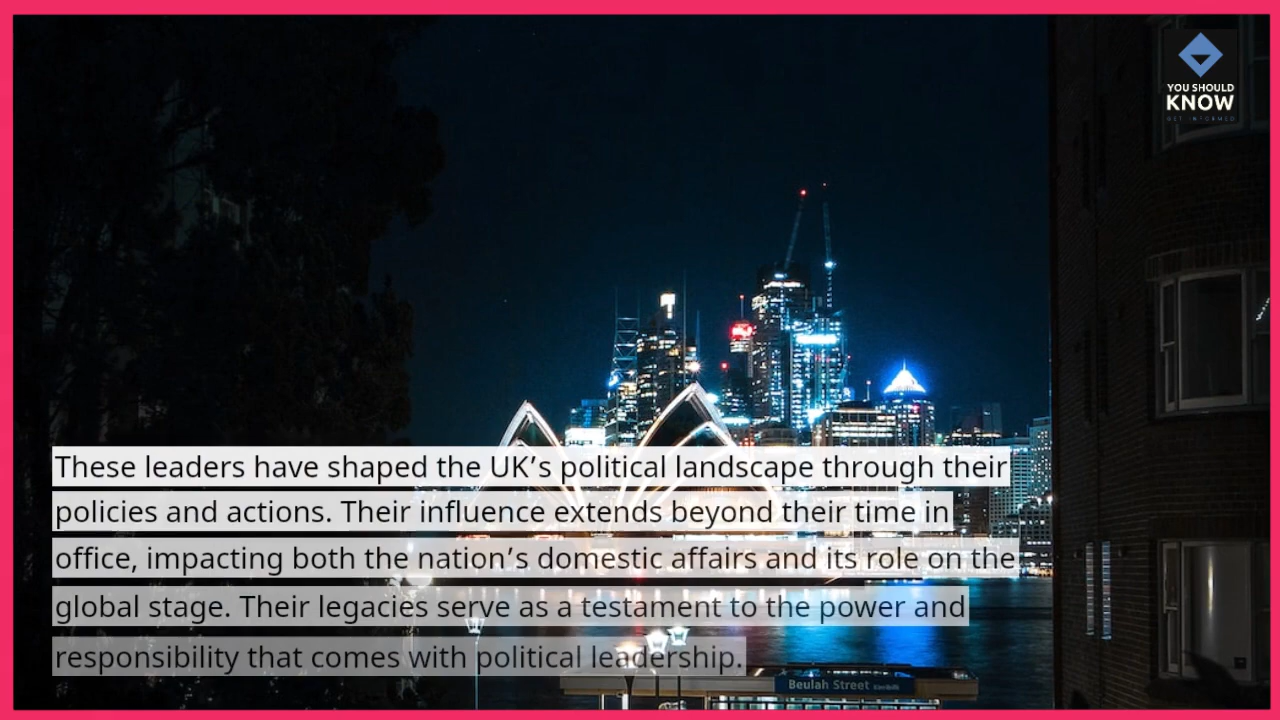 YOU SHOULD
KNOW
GET INFORMED
These leaders have shaped the UK’s political landscape through their
policies and actions. Their influence extends beyond their time in
office, impacting both the nation’s domestic affairs and its role on the
global stage. Their legacies serve as a testament to the power and
responsibility that comes with political leadership.
Beulah Street